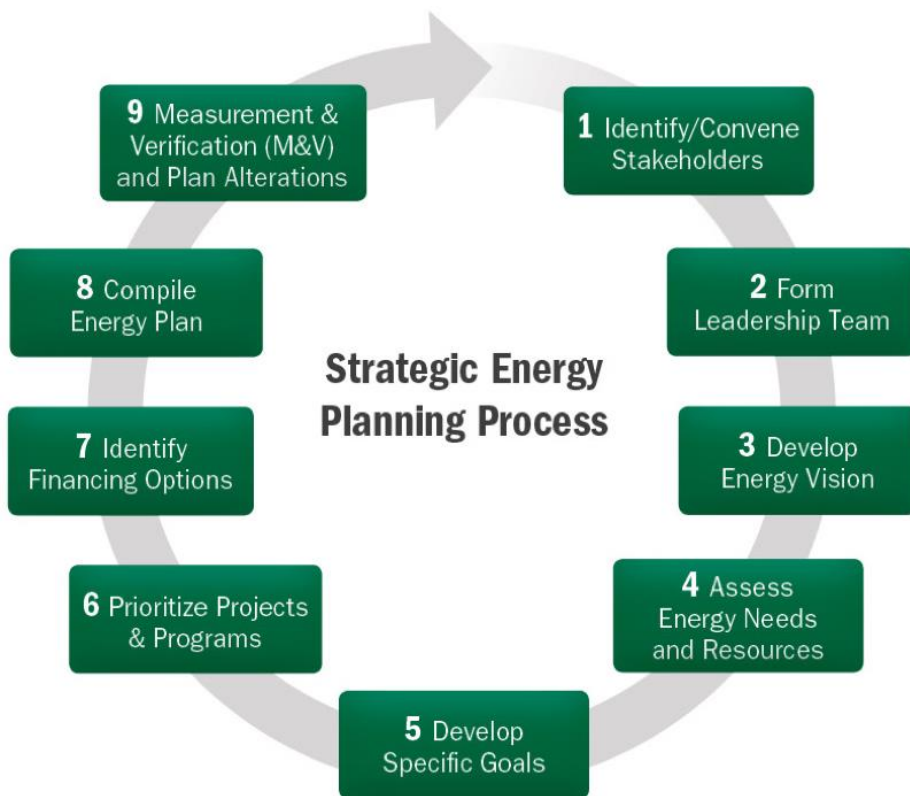 Strategic Energy
Planning Process
1 Identify/Convene
Stakeholders
2 Form
Leadership Team
3 Develop
Energy Vision
4 Assess
Energy Needs
and Resources
5 Develop
Specific Goals
6 Prioritize Projects
& Programs
7 Identify
Financing Options
8 Compile
Energy Plan
9 Measurement &
Verification (M&V)
and Plan Alterations